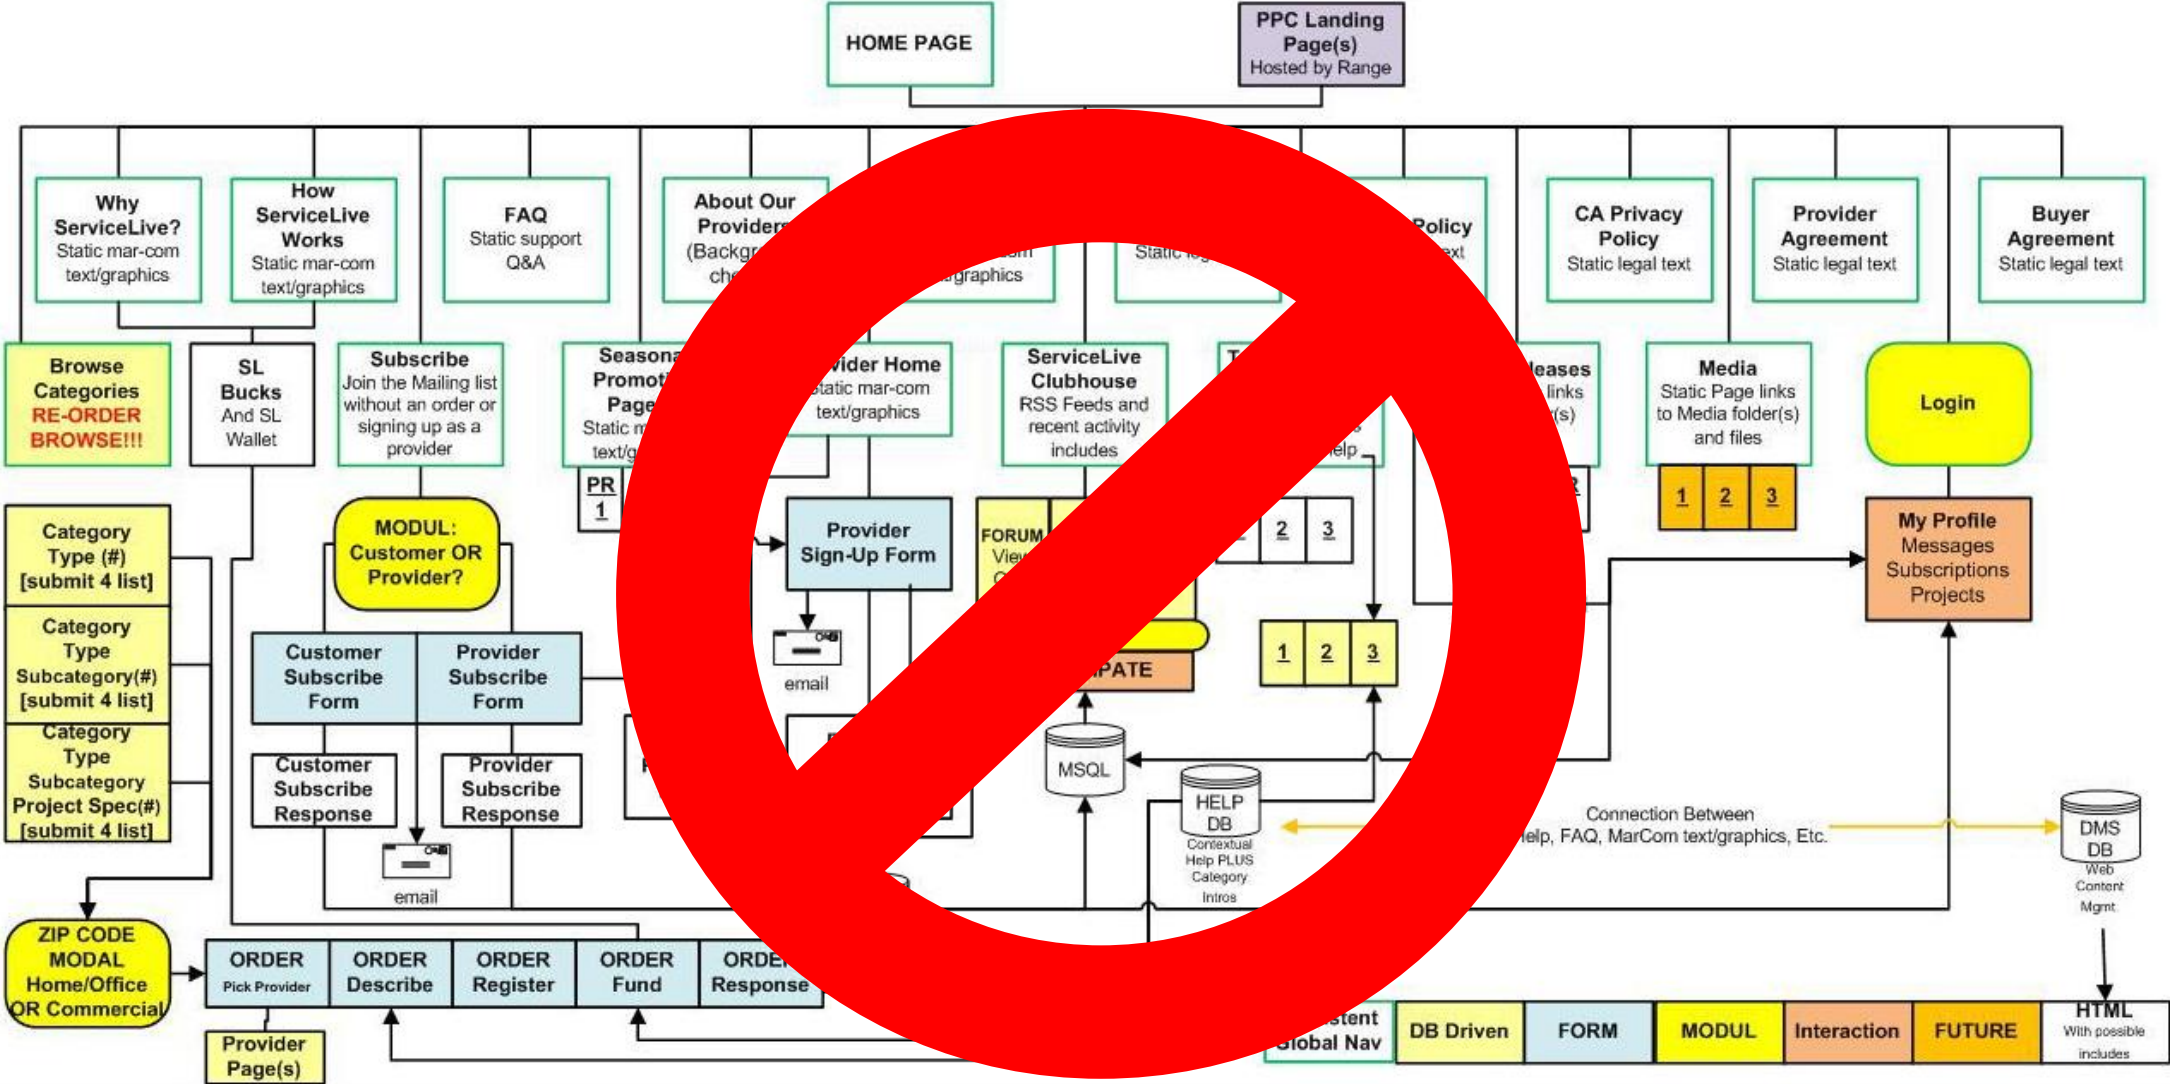 HOME PAGE
PPC Landing
Page(s)
Hosted by Range
Why
ServiceLive?
Static mar-com
text/graphics
How
ServiceLive
Works
Static mar-com
text/graphics
FAQ
Static support
Q&A
About Our
Policy
CA Privacy
Policy
Static legal text
Provider
Agreement
Static legal text
Buyer
Agreement
Static legal text
Browse
Categories
RE-ORDER
BROWSE!!!
SL
Bucks
And SL
Wallet
Subscribe
Join the Mailing list
without an order or
signing up as a
provider
Home
mar-com
text/graphics
ServiceLive
Clubhouse
RSS Feeds and
recent activity
includes
links
Media
Static Page links
to Media folder(s)
and files
1 2 3
Login
PR
1
2 3
Category
Type (#)
[submit 4 list]
Category
Type
Subcategory(#)
[submit 4 list]
Category
Type
Subcategory
Project Spec(#)
[submit 4 list]
MODUL:
Customer OR
Provider?
Provider
Sign-Up Form
email
FORUM
My Profile
Messages
Subscriptions
Projects
Customer
Subscribe
Form
Provider
Subscribe
Form
1 2 3
Customer
Subscribe
Response
Provider
Subscribe
Response
email
MSQL
HELP
DB
Contextual
Help PLUS
Category
Intros
Connection Between
FAQ, MarCom text/graphics, Etc.
DMS
DB
Web
Content
Mgmt
ZIP CODE
MODAL
Home/Office
OR Commercial
ORDER
Pick Provider
ORDER
Describe
ORDER
Register
ORDER
Fund
Response
Provider
Page(s)
Global Nav
DB Driven
FORM
MODUL
Interaction
FUTURE
HTML
With possible
includes